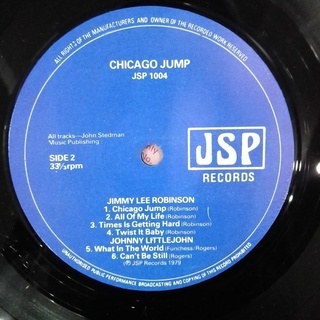 ALL RIGHTS OF THE MANUFACTURERS AND OWNER OF THE RECORDED WORK RESERVED
CHICAGO JUMP
JSP 1004
All tracks—John Stedman
Music Publishing
SIDE 2
33⅓rpm
JSP
RECORDS
JIMMY LEE ROBINSON
1. Chicago Jump (Robinson)
2. All Of My Life (Robinson)
3. Times Is Getting Hard (Robinson)
4. Twist It Baby (Robinson)
JOHNNY LITTLEJOHN
5. What In The World (Funchess/Rogers)
6. Can't Be Still (Rogers)
℗ JSP Records 1979
UNAUTHORISED PUBLIC PERFORMANCE BROADCASTING AND COPYING OF THIS RECORD PROHIBITED